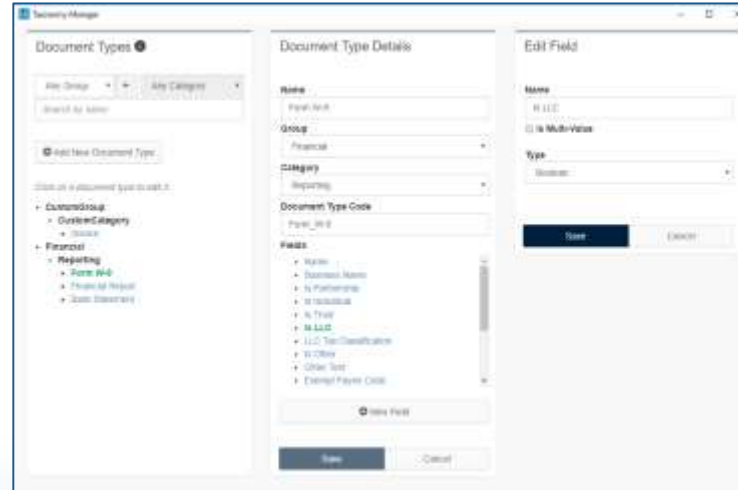 Taxonomy Manager
Document Types
Any Group
Any Category
Search by name
Add New Document Type
Click on a document type to edit it
CustomGroup
CustomCategory
Invoice
Financial
Reporting
Form W-9
Financial Report
Bank Statement
Document Type Details
Name
Form W-9
Group
Financial
Category
Reporting
Document Type Code
Form_W-9
Fields
Name
Business Name
Is Partnership
Is Individual
Is Trust
Is LLC
LLC Tax Classification
Is Other
Other Text
Exempt Payee Code
New Field
Save
Cancel
Edit Field
Name
Is LLC
Is Multi-Value
Type
Boolean
Save
Cancel